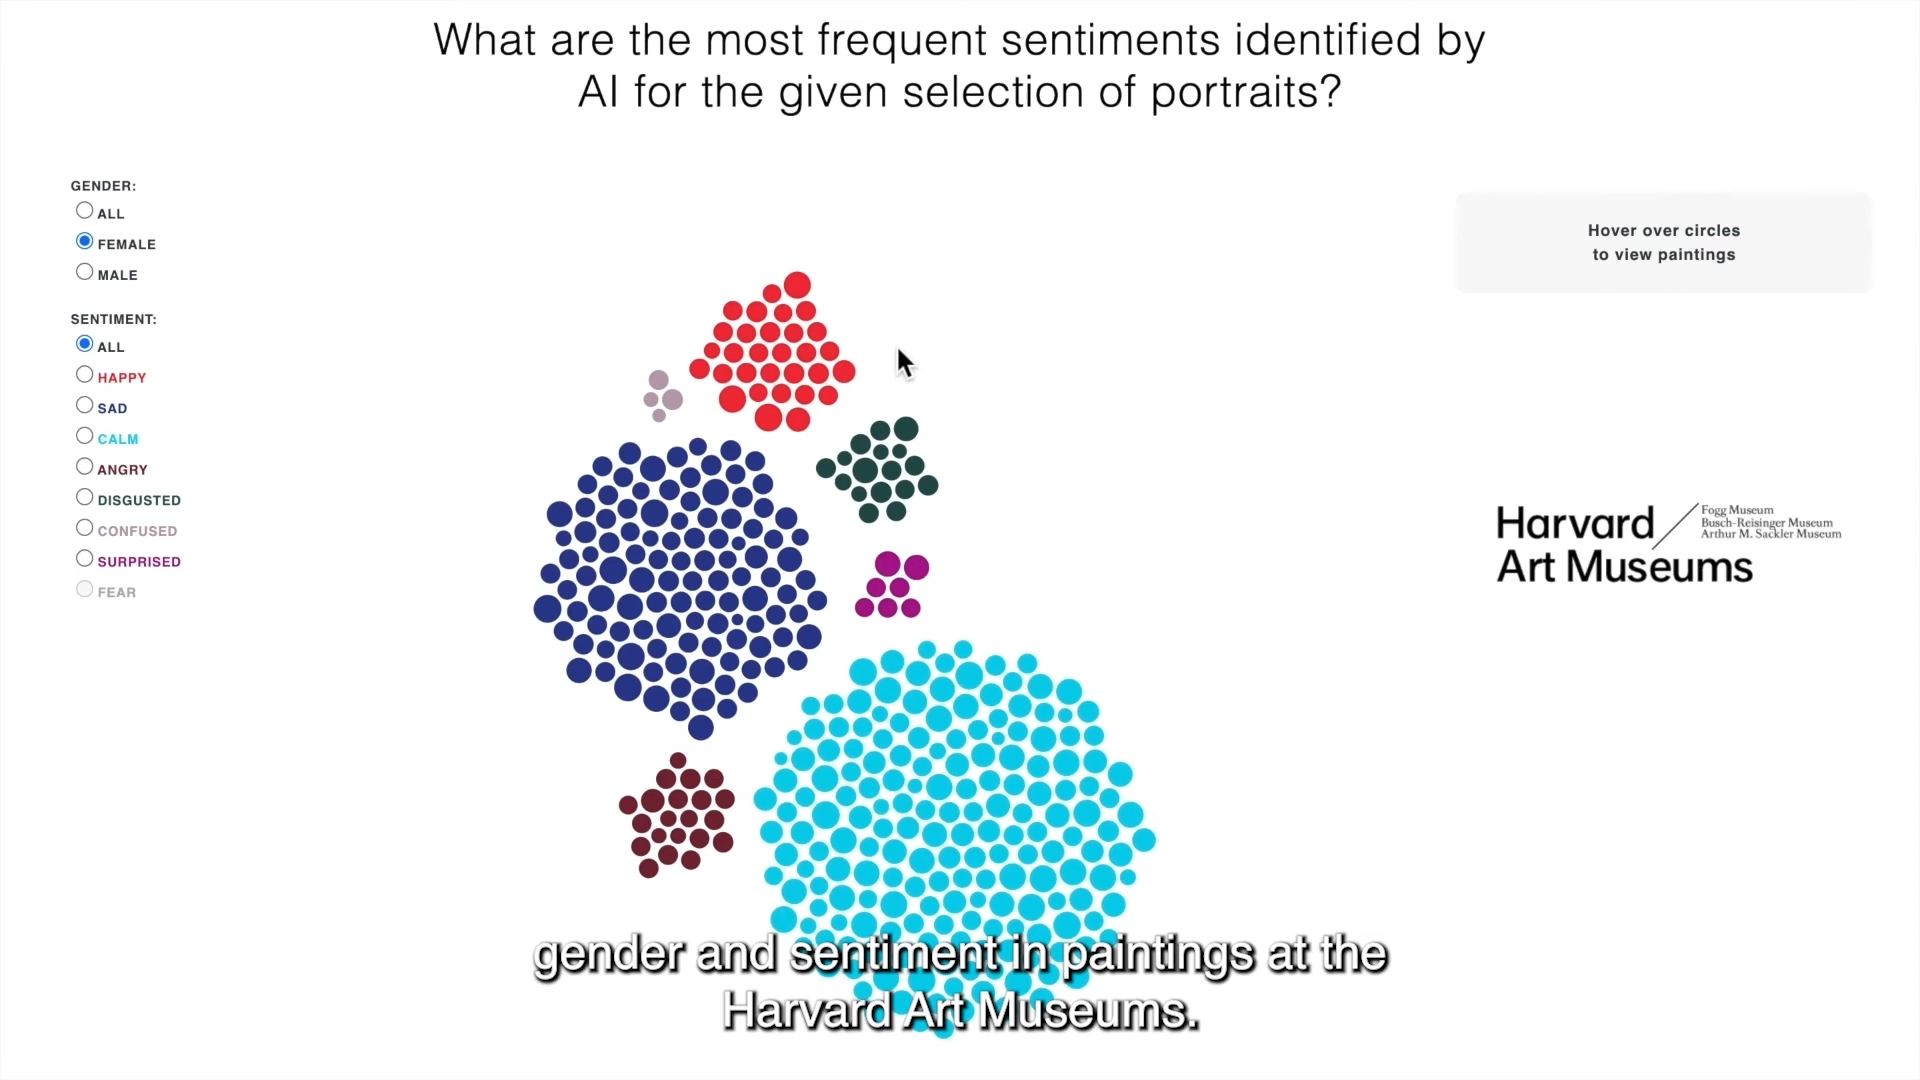 What are the most frequent sentiments identified by
AI for the given selection of portraits?
GENDER:
ALL
FEMALE
MALE
SENTIMENT:
ALL
HAPPY
SAD
CALM
ANGRY
DISGUSTED
CONFUSED
SURPRISED
FEAR
Hover over circles
to view paintings
Harvard
Art Museums
Fogg Museum
Busch-Reisinger Museum
Arthur M. Sackler Museum
gender and sentiment in paintings at the
Harvard Art Museums.